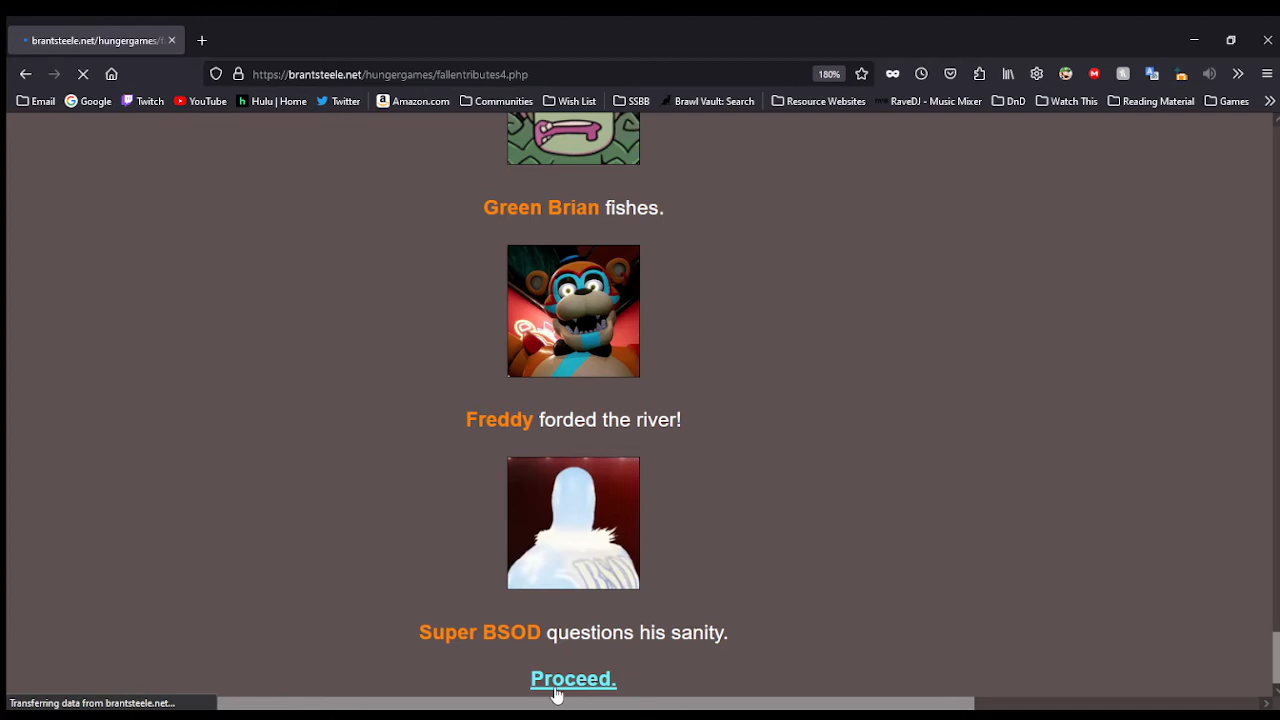 brantsteele.net/hungergames/f
https://brantsteele.net/hungergames/fallentributes4.php
180%
Email
Google
Twitch
YouTube
Hulu | Home
Twitter
Amazon.com
Communities
Wish List
SSBB
Brawl Vault: Search
Resource Websites
RaveDJ - Music Mixer
DnD
Watch This
Reading Material
Games
Green Brian fishes.
Freddy forded the river!
Super BSOD questions his sanity.
Proceed.
Transferring data from brantsteele.net...